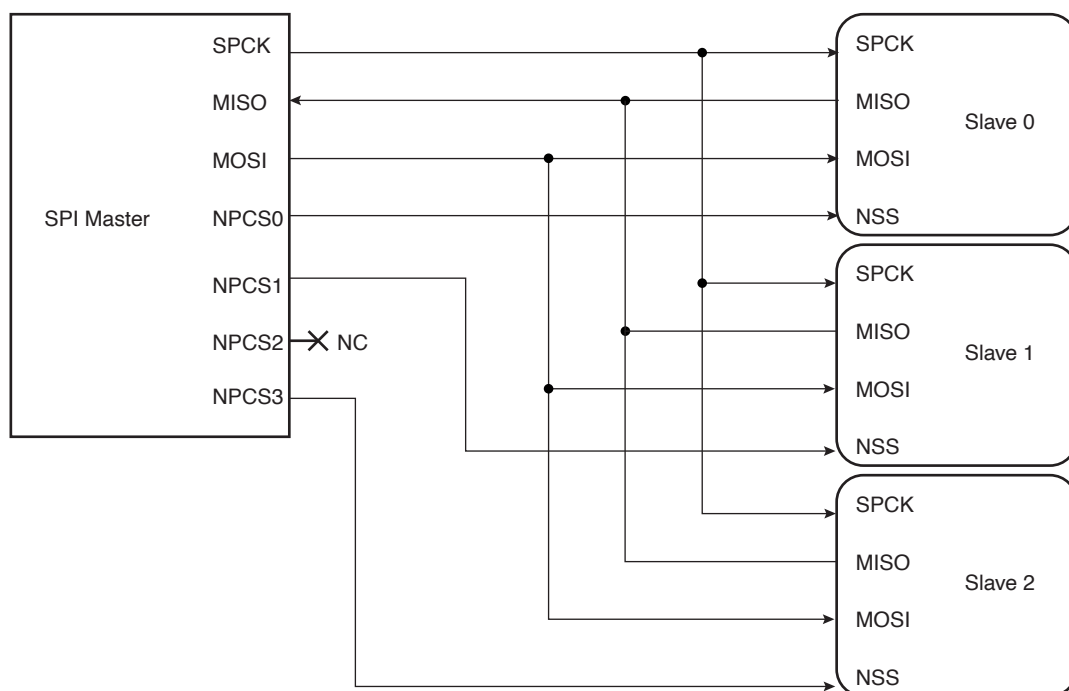 SPI Master
SPCK
MISO
MOSI
NPCS0
NPCS1
NPCS2
NC
NPCS3
SPCK
MISO
Slave 0
MOSI
NSS
SPCK
MISO
Slave 1
MOSI
NSS
SPCK
MISO
Slave 2
MOSI
NSS